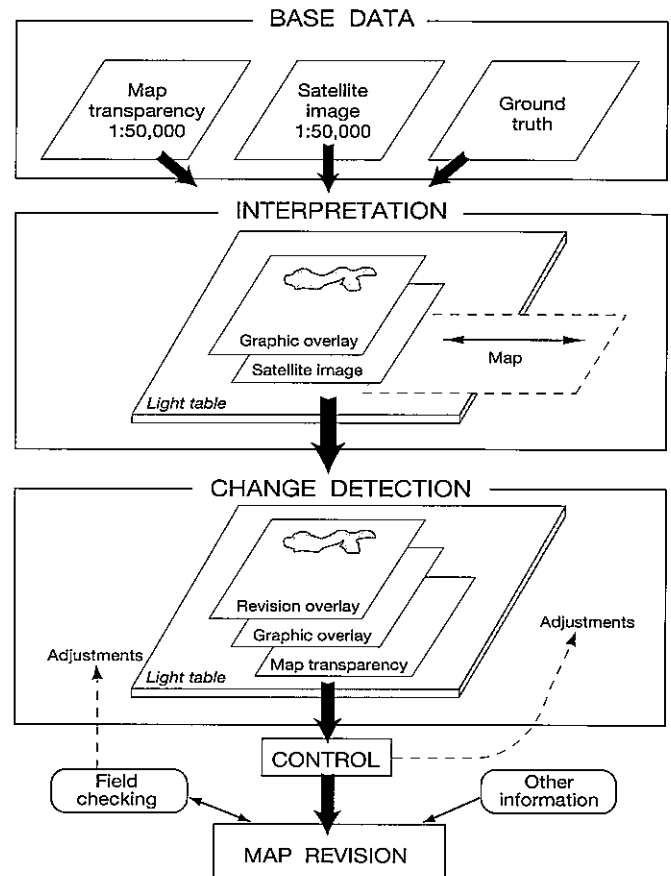 BASE DATA
Map
transparency
1:50,000
Satellite
image
1:50,000
Ground
truth
INTERPRETATION
Graphic overlay
Satellite image
Map
Light table
CHANGE DETECTION
Revision overlay
Graphic overlay
Map transparency
Light table
Adjustments
Adjustments
CONTROL
Field
checking
Other
information
MAP REVISION